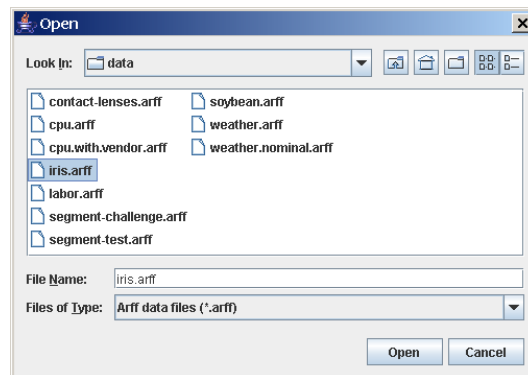 Open
Look In: data
contact-lenses.arff soybean.arff
cpu.arff weather.arff
cpu.with.vendor.arff weather.nominal.arff
iris.arff
labor.arff
segment-challenge.arff
segment-test.arff
File Name: iris.arff
Files of Type: Arff data files (*.arff)
Open Cancel